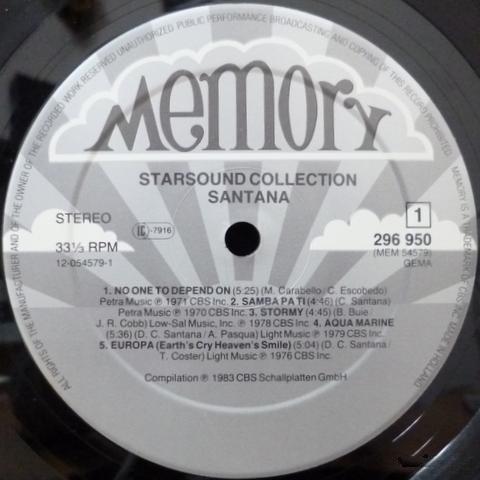 ALL RIGHTS OF THE MANUFACTURER AND OF THE OWNER OF THE RECORDED WORK RESERVED UNAUTHORIZED PUBLIC PERFORMANCE BROADCASTING AND COPYING OF THIS RECORD PROHIBITED
MEMORY IS A TRADEMARK OF CBS INC. MADE IN HOLLAND
Memory
STARSOUND COLLECTION
SANTANA
STEREO
1
33⅓ RPM
LC-7916
296 950
12-054579-1
(MEM 54579)
GEMA
1. NO ONE TO DEPEND ON (5:25) (M. Carabello / C. Escobedo)
Petra Music ℗ 1971 CBS Inc. 2. SAMBA PA TI (4:46) (C. Santana)
Petra Music ℗ 1970 CBS Inc. 3. STORMY (4:45) (B. Buie /
J. R. Cobb) Low-Sal Music, Inc. ℗ 1978 CBS Inc. 4. AQUA MARINE
(5:36) (D. C. Santana / A. Pasqua) Light Music ℗ 1979 CBS Inc.
5. EUROPA (Earth's Cry Heaven's Smile) (5:04) (D. C. Santana /
T. Coster) Light Music ℗ 1976 CBS Inc.
Compilation ℗ 1983 CBS Schallplatten GmbH